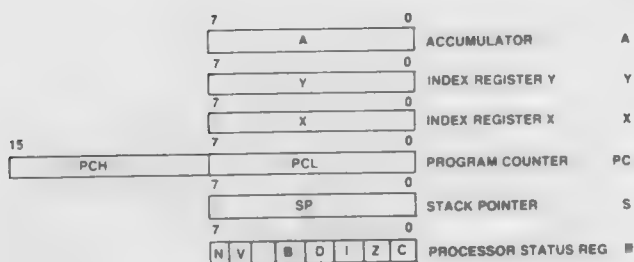 7 0
A ACCUMULATOR A
7 0
Y INDEX REGISTER Y Y
7 0
X INDEX REGISTER X X
15 7 0
PCH PCL PROGRAM COUNTER PC
7 0
SP STACK POINTER S
7 0
N V B D I Z C PROCESSOR STATUS REG